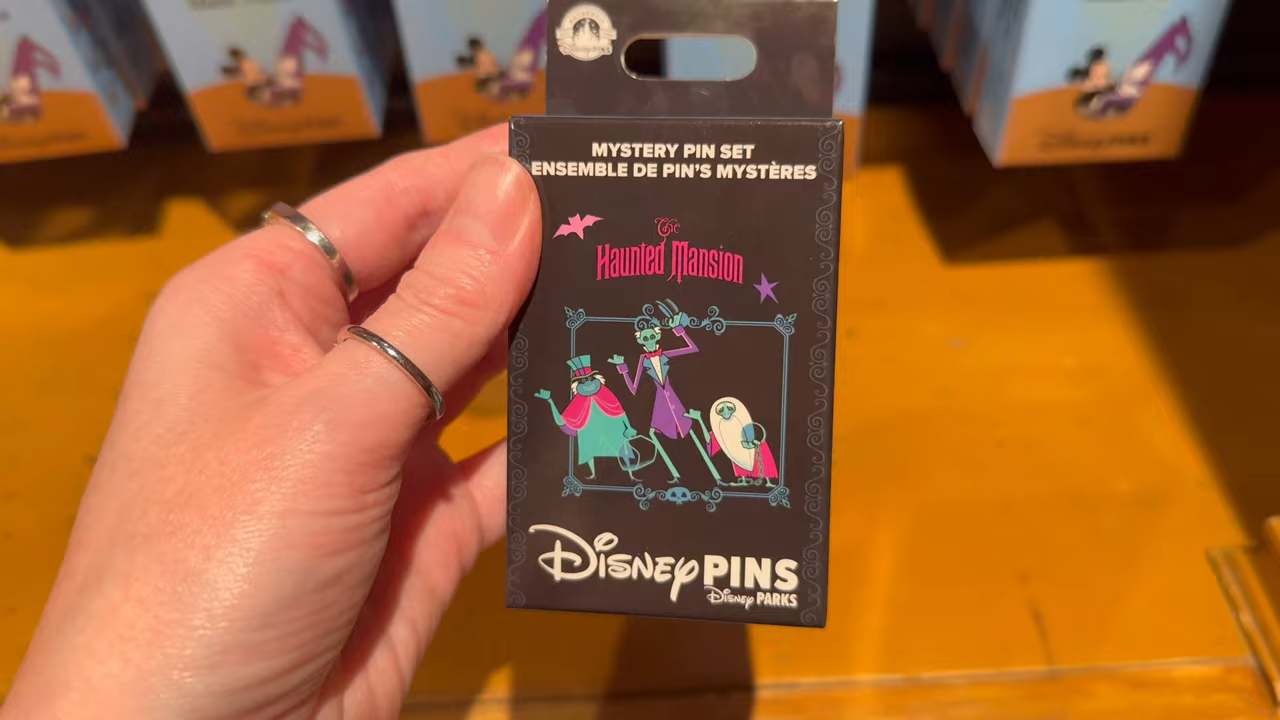 MYSTERY PIN SET
ENSEMBLE DE PIN'S MYSTÈRES
The
Haunted Mansion
Disney PINS
Disney PARKS